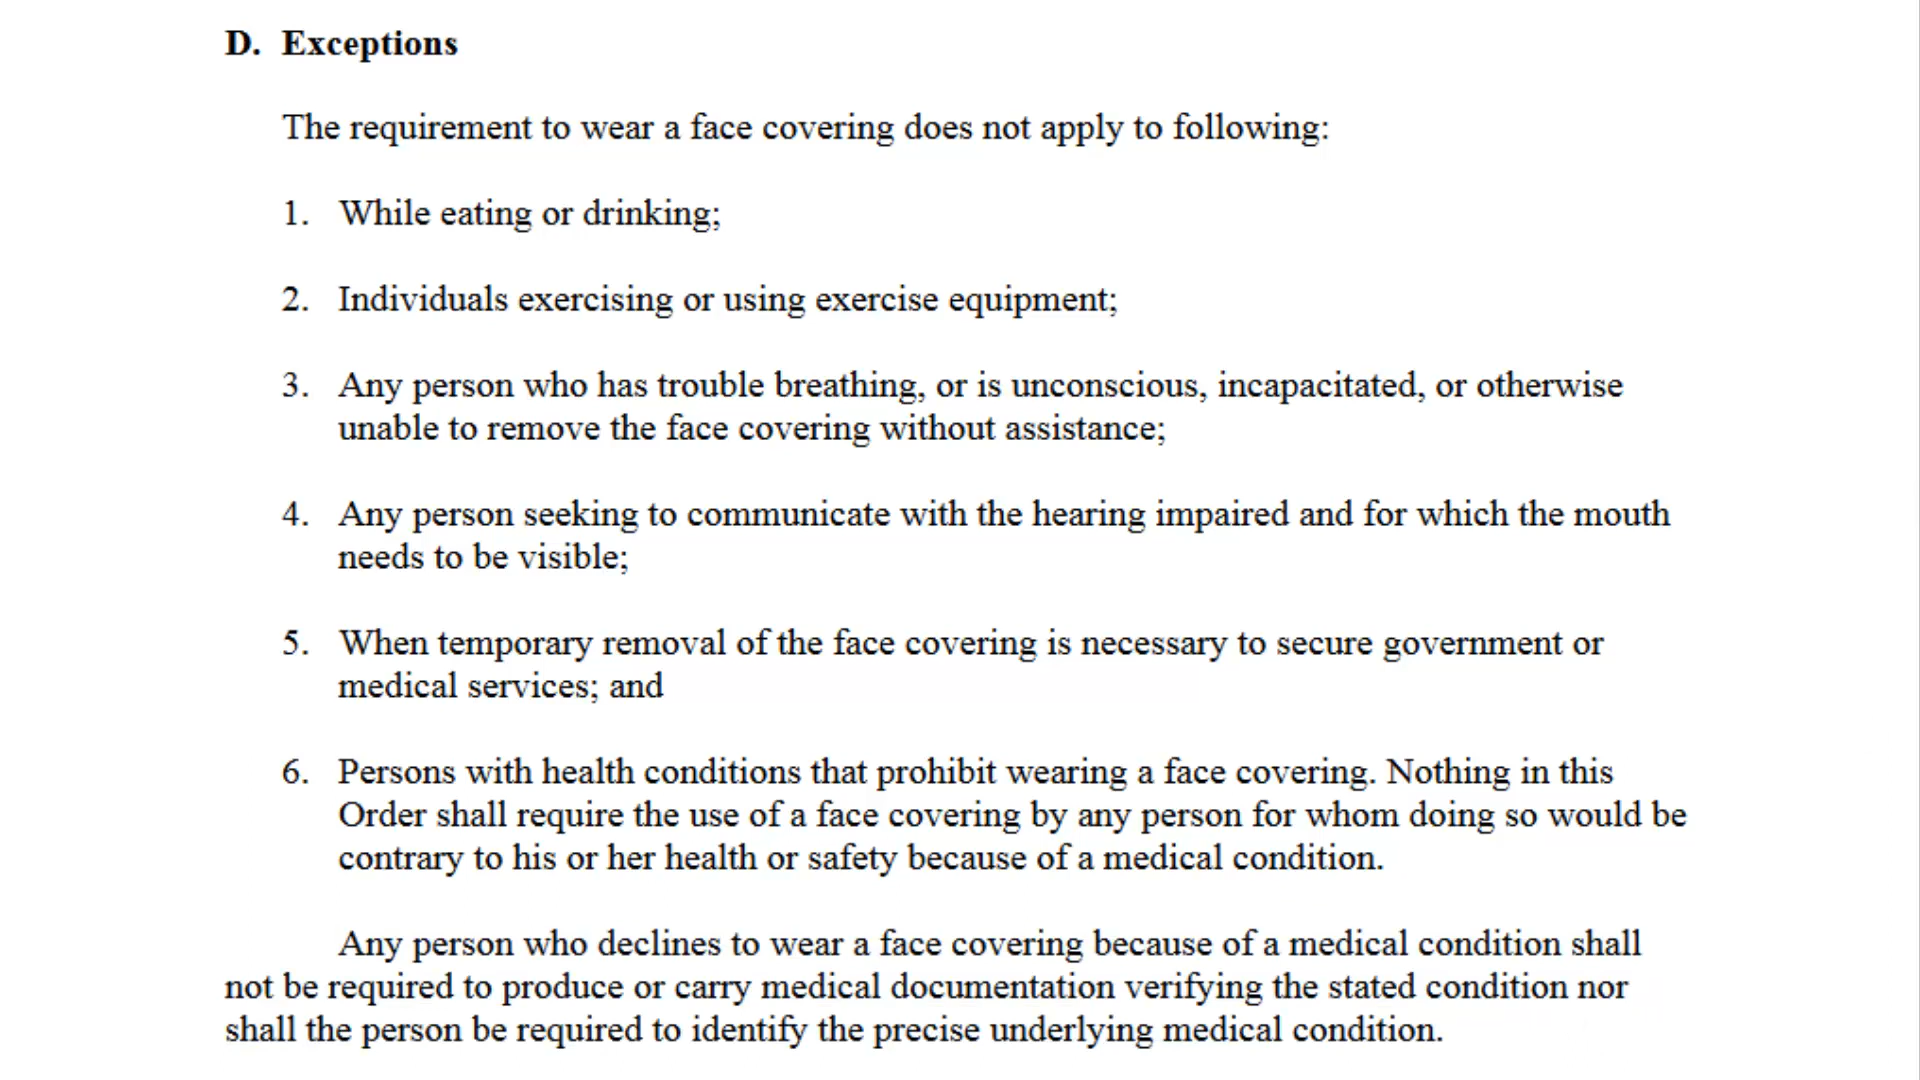 D. Exceptions
The requirement to wear a face covering does not apply to following:
1. While eating or drinking;
2. Individuals exercising or using exercise equipment;
3. Any person who has trouble breathing, or is unconscious, incapacitated, or otherwise
unable to remove the face covering without assistance;
4. Any person seeking to communicate with the hearing impaired and for which the mouth
needs to be visible;
5. When temporary removal of the face covering is necessary to secure government or
medical services; and
6. Persons with health conditions that prohibit wearing a face covering. Nothing in this
Order shall require the use of a face covering by any person for whom doing so would be
contrary to his or her health or safety because of a medical condition.
Any person who declines to wear a face covering because of a medical condition shall
not be required to produce or carry medical documentation verifying the stated condition nor
shall the person be required to identify the precise underlying medical condition.